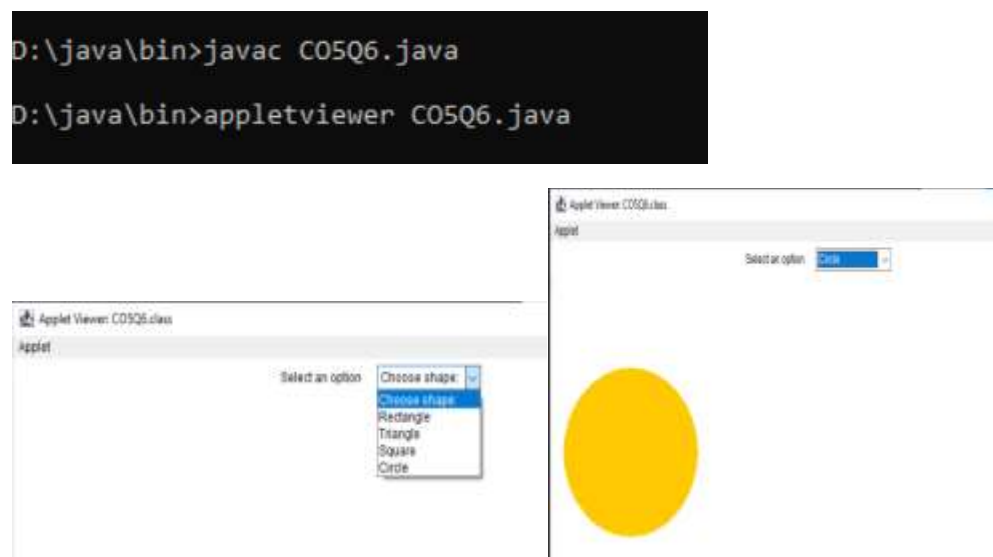 D:\java\bin>javac CO5Q6.java
D:\java\bin>appletviewer CO5Q6.java
Applet Viewer: CO5Q6.class
Applet
Select an option
Choose shape:
Choose shape:
Rectangle
Triangle
Square
Circle
Applet Viewer: CO5Q6.class
Applet
Select an option
Circle